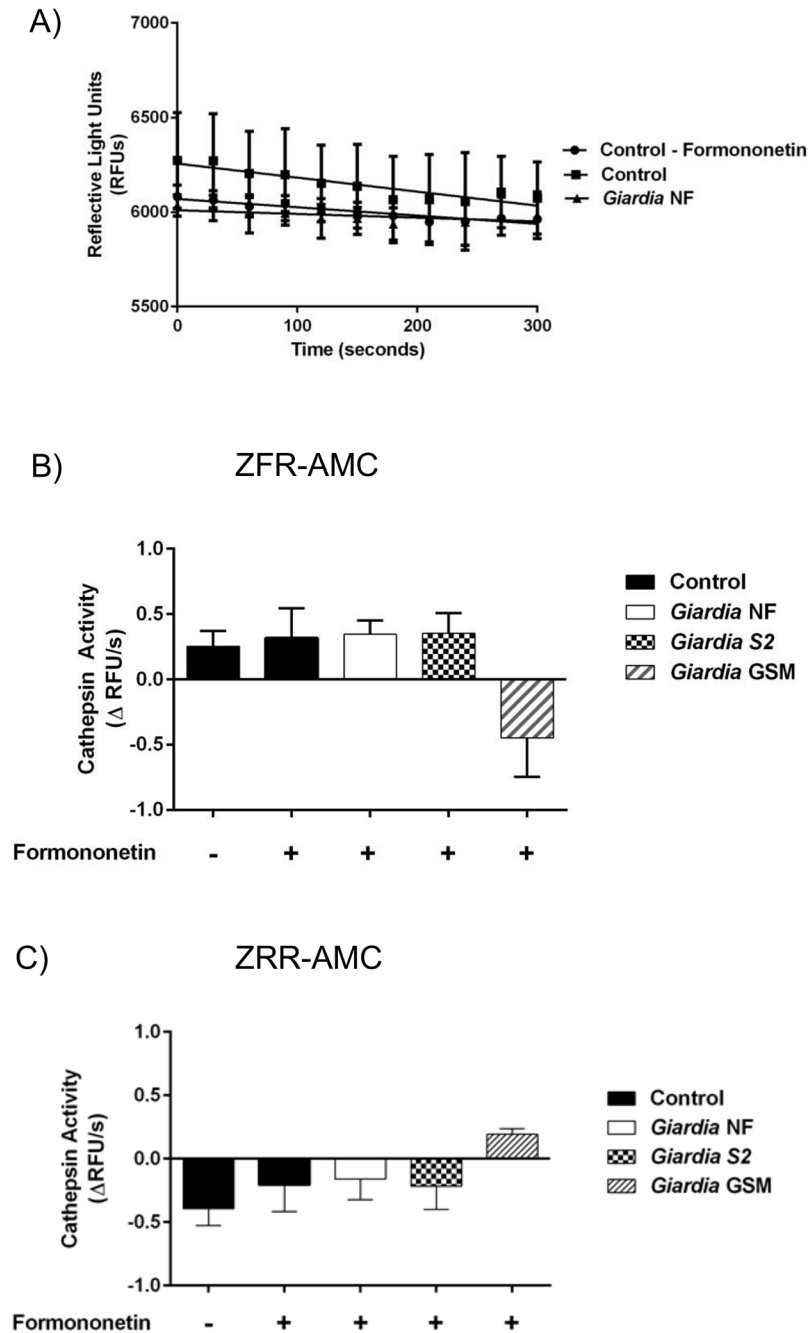 A)
7000
6500
6000
5500
Reflective Light Units
(RFUs)
0
100
200
300
Time (seconds)
Control - Formononetin
Control
Giardia NF
B)
ZFR-AMC
1.0
0.5
0.0
-0.5
-1.0
Cathepsin Activity
(Δ RFU/s)
Control
Giardia NF
Giardia S2
Giardia GSM
Formononetin - + + + +
C)
ZRR-AMC
1.0
0.5
0.0
-0.5
-1.0
Cathepsin Activity
(ΔRFU/s)
Control
Giardia NF
Giardia S2
Giardia GSM
Formononetin - + + + +